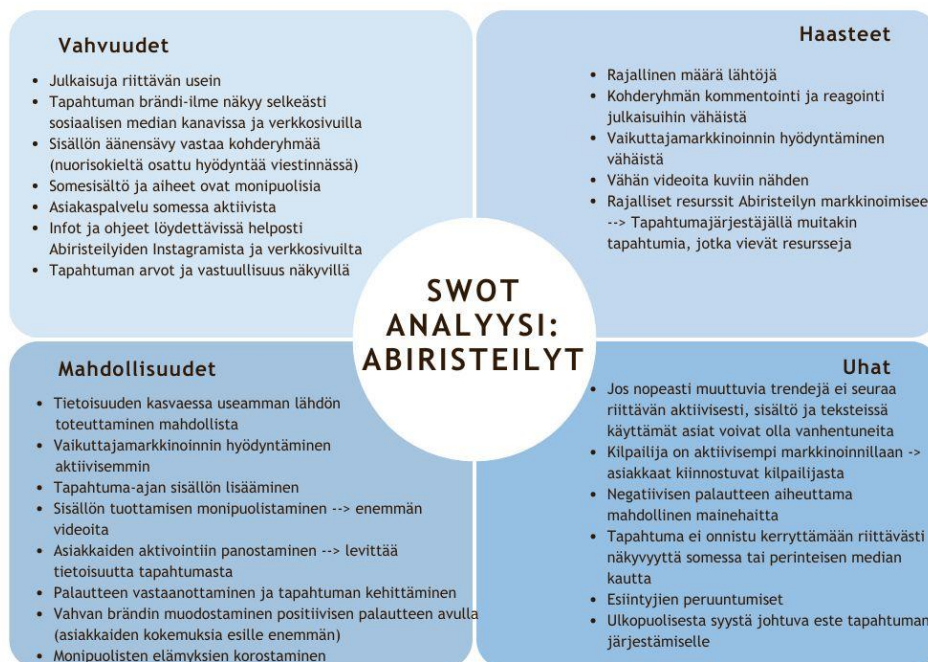 Vahvuudet
• Julkaisuja riittävän usein
• Tapahtuman brändi-ilme näkyy selkeästi
sosiaalisen median kanavissa ja verkkosivuilla
• Sisällön äänensävy vastaa kohderyhmää
(nuorisokieltä osattu hyödyntää viestinnässä)
• Somesisältö ja aiheet ovat monipuolisia
• Asiakaspalvelu somessa aktiivista
• Infot ja ohjeet löydettävissä helposti
Abiristeilyiden Instagramista ja verkkosivuilta
• Tapahtuman arvot ja vastuullisuus näkyvillä
Haasteet
• Rajallinen määrä lähtöjä
• Kohderyhmän kommentointi ja reagointi
julkaisuihin vähäistä
• Vaikuttajamarkkinoinnin hyödyntäminen
vähäistä
• Vähän videoita kuviin nähden
• Rajalliset resurssit Abiristeilyn markkinoimisee
--> Tapahtumajärjestäjällä muitakin
tapahtumia, jotka vievät resursseja
SWOT
ANALYYSI:
ABIRISTEILYT
Mahdollisuudet
• Tietoisuuden kasvaessa useamman lähdön
toteuttaminen mahdollista
• Vaikuttajamarkkinoinnin hyödyntäminen
aktiivisemmin
• Tapahtuma-ajan sisällön lisääminen
• Sisällön tuottamisen monipuolistaminen --> enemmän
videoita
• Asiakkaiden aktivointiin panostaminen --> levittää
tietoisuutta tapahtumasta
• Palautteen vastaanottaminen ja tapahtuman kehittäminen
• Vahvan brändin muodostaminen positiivisen palautteen avulla
(asiakkaiden kokemuksia esille enemmän)
• Monipuolisten elämyksien korostaminen
Uhat
• Jos nopeasti muuttuvia trendejä ei seuraa
riittävän aktiivisesti, sisältö ja teksteissä
käyttämät asiat voivat olla vanhentuneita
• Kilpailija on aktiivisempi markkinoinnillaan ->
asiakkaat kiinnostuvat kilpailijasta
• Negatiivisen palautteen aiheuttama
mahdollinen mainehaitta
• Tapahtuma ei onnistu kerryttämään riittävästi
näkyvyyttä somessa tai perinteisen median
kautta
• Esiintyjien peruuntumiset
• Ulkopuolisesta syystä johtuva este tapahtuman
järjestämiselle